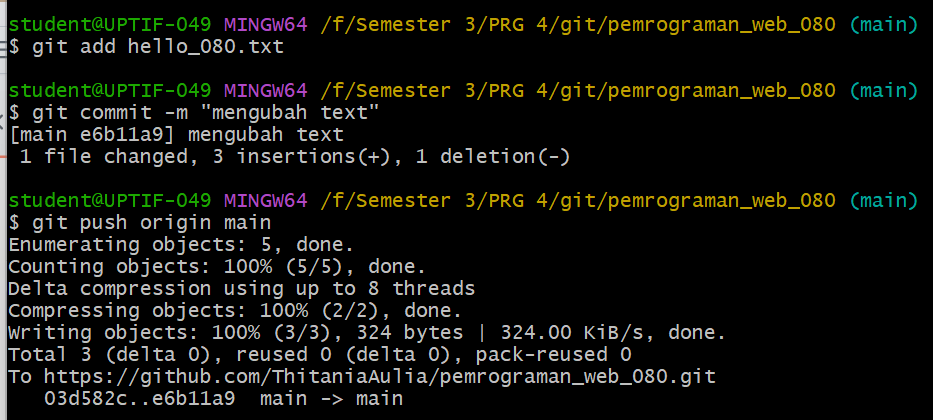 student@UPTIF-049 MINGW64 /f/Semester 3/PRG 4/git/pemrograman_web_080 (main)
$ git add hello_080.txt
student@UPTIF-049 MINGW64 /f/Semester 3/PRG 4/git/pemrograman_web_080 (main)
$ git commit -m "mengubah text"
[main e6b11a9] mengubah text
 1 file changed, 3 insertions(+), 1 deletion(-)
student@UPTIF-049 MINGW64 /f/Semester 3/PRG 4/git/pemrograman_web_080 (main)
$ git push origin main
Enumerating objects: 5, done.
Counting objects: 100% (5/5), done.
Delta compression using up to 8 threads
Compressing objects: 100% (2/2), done.
Writing objects: 100% (3/3), 324 bytes | 324.00 KiB/s, done.
Total 3 (delta 0), reused 0 (delta 0), pack-reused 0
To https://github.com/ThitaniaAulia/pemrograman_web_080.git
   03d582c..e6b11a9  main -> main